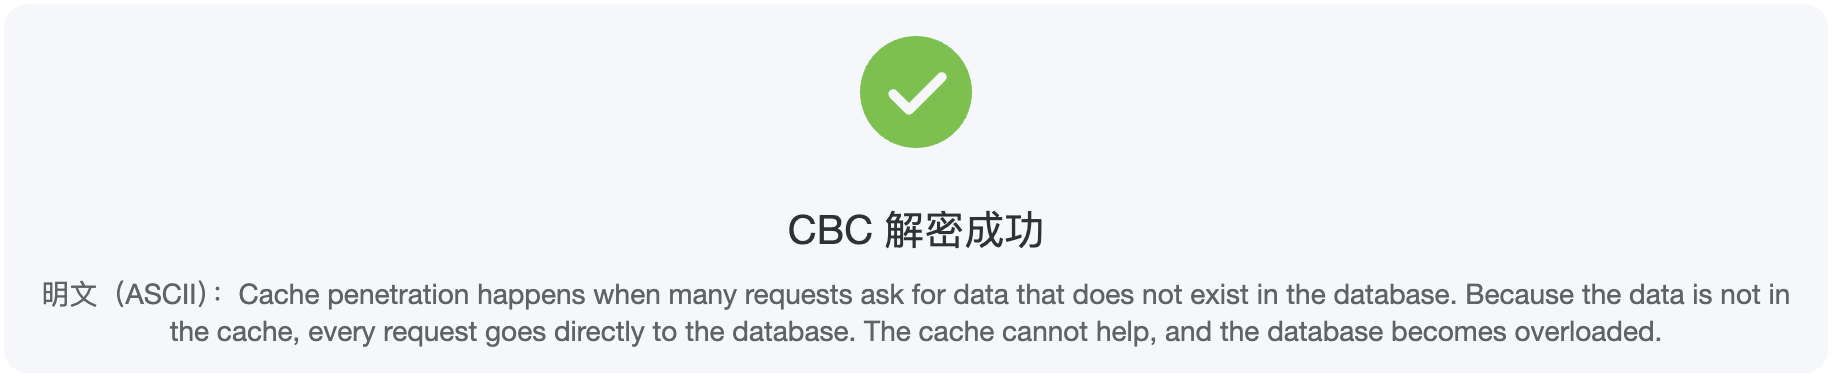 CBC 解密成功
明文（ASCII）：Cache penetration happens when many requests ask for data that does not exist in the database. Because the data is not in
the cache, every request goes directly to the database. The cache cannot help, and the database becomes overloaded.